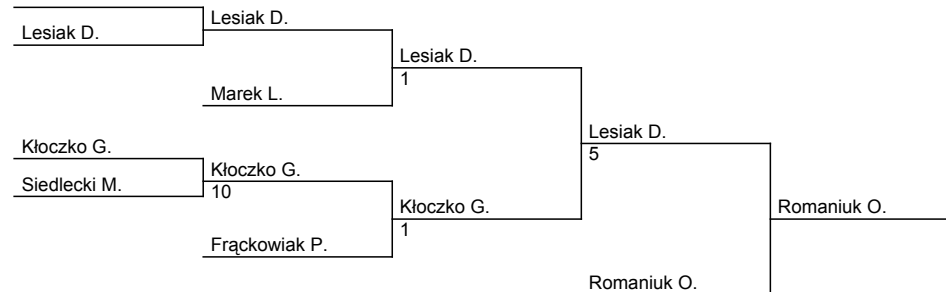 Lesiak D.
Lesiak D.
Lesiak D.
1
Marek L.
Lesiak D.
5
Kłoczko G.
Kłoczko G.
10
Siedlecki M.
Kłoczko G.
1
Romaniuk O.
Frąckowiak P.
Romaniuk O.